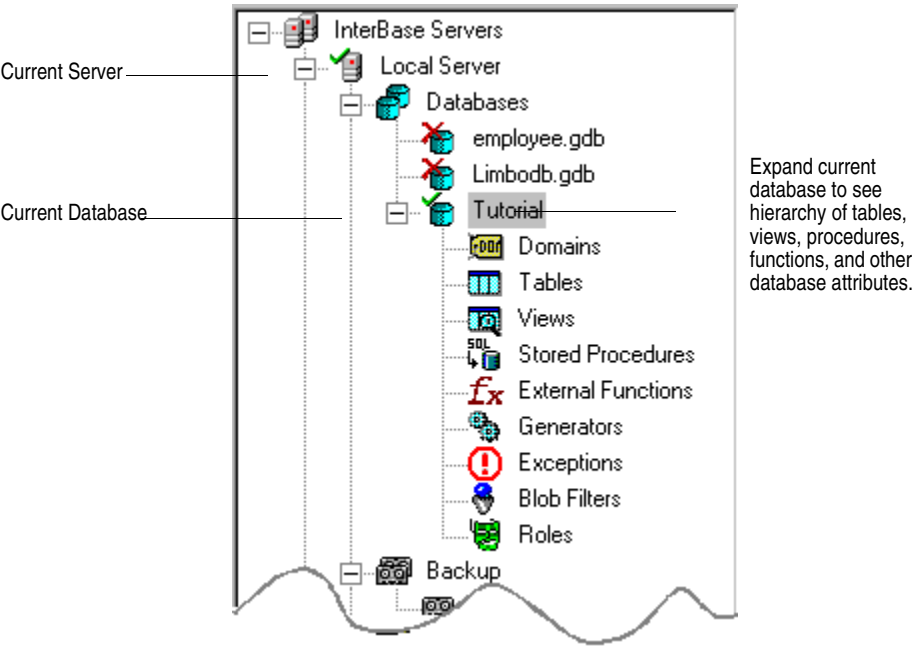 InterBase Servers
Current Server
Local Server
Databases
employee.gdb
Limbodb.gdb
Current Database
Tutorial
Expand current
database to see
hierarchy of tables,
views, procedures,
functions, and other
database attributes.
Domains
Tables
Views
SQL
Stored Procedures
fx
External Functions
Generators
Exceptions
Blob Filters
Roles
Backup